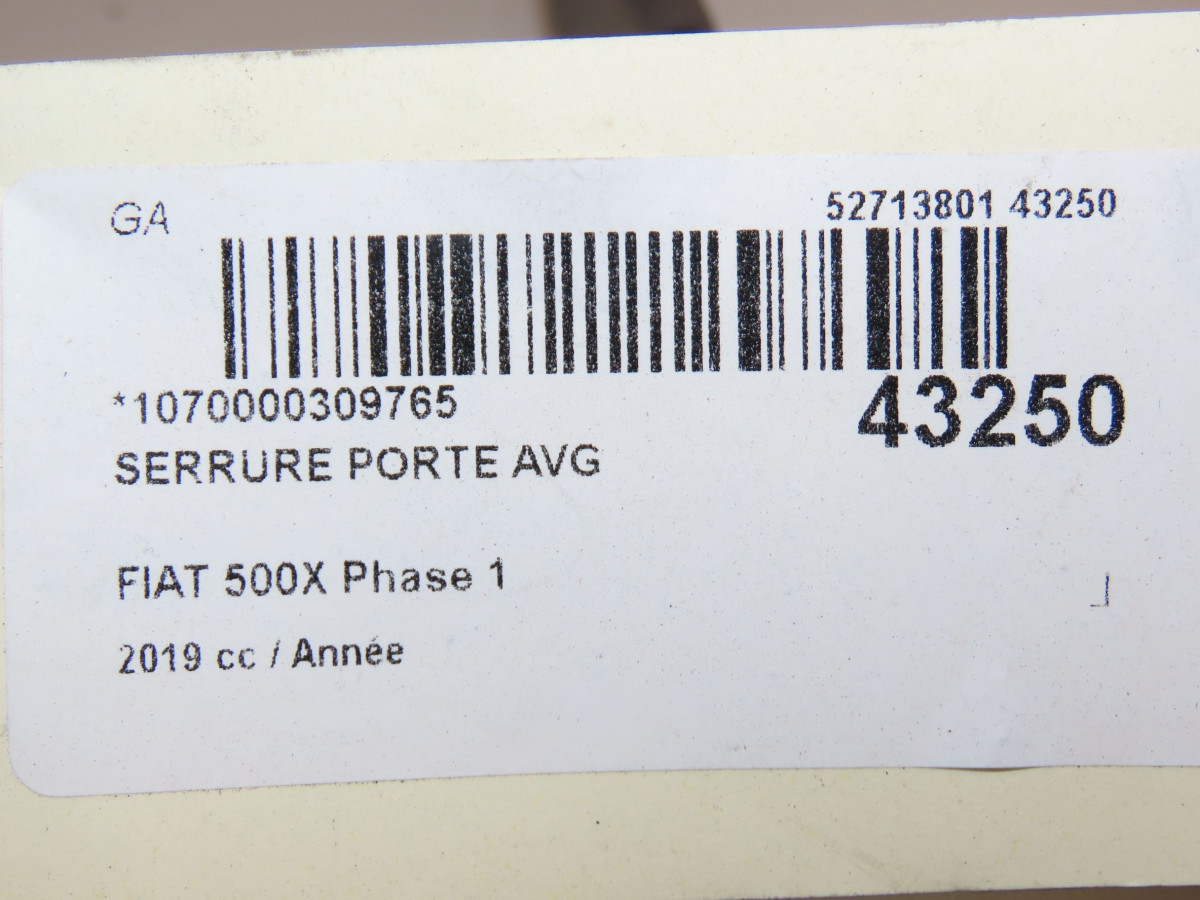 GA
52713801 43250
*1070000309765
43250
SERRURE PORTE AVG
FIAT 500X Phase 1
2019 cc / Année